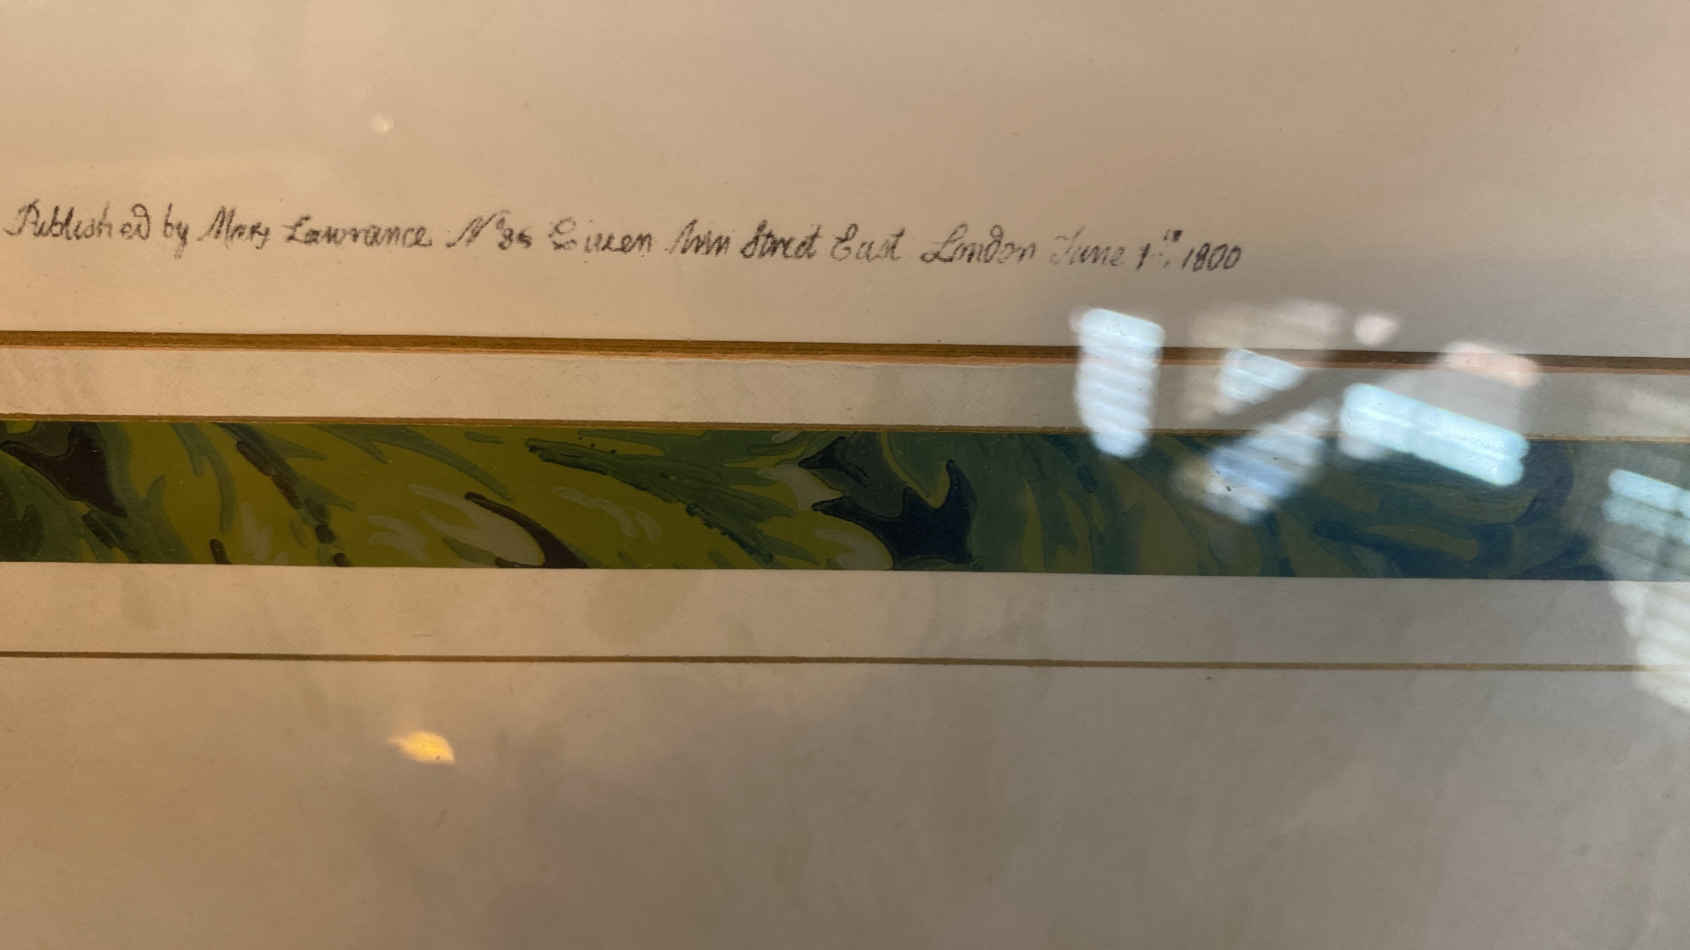 Published by Mary Lawrance No 86 Queen Ann Street East London June 1st 1800